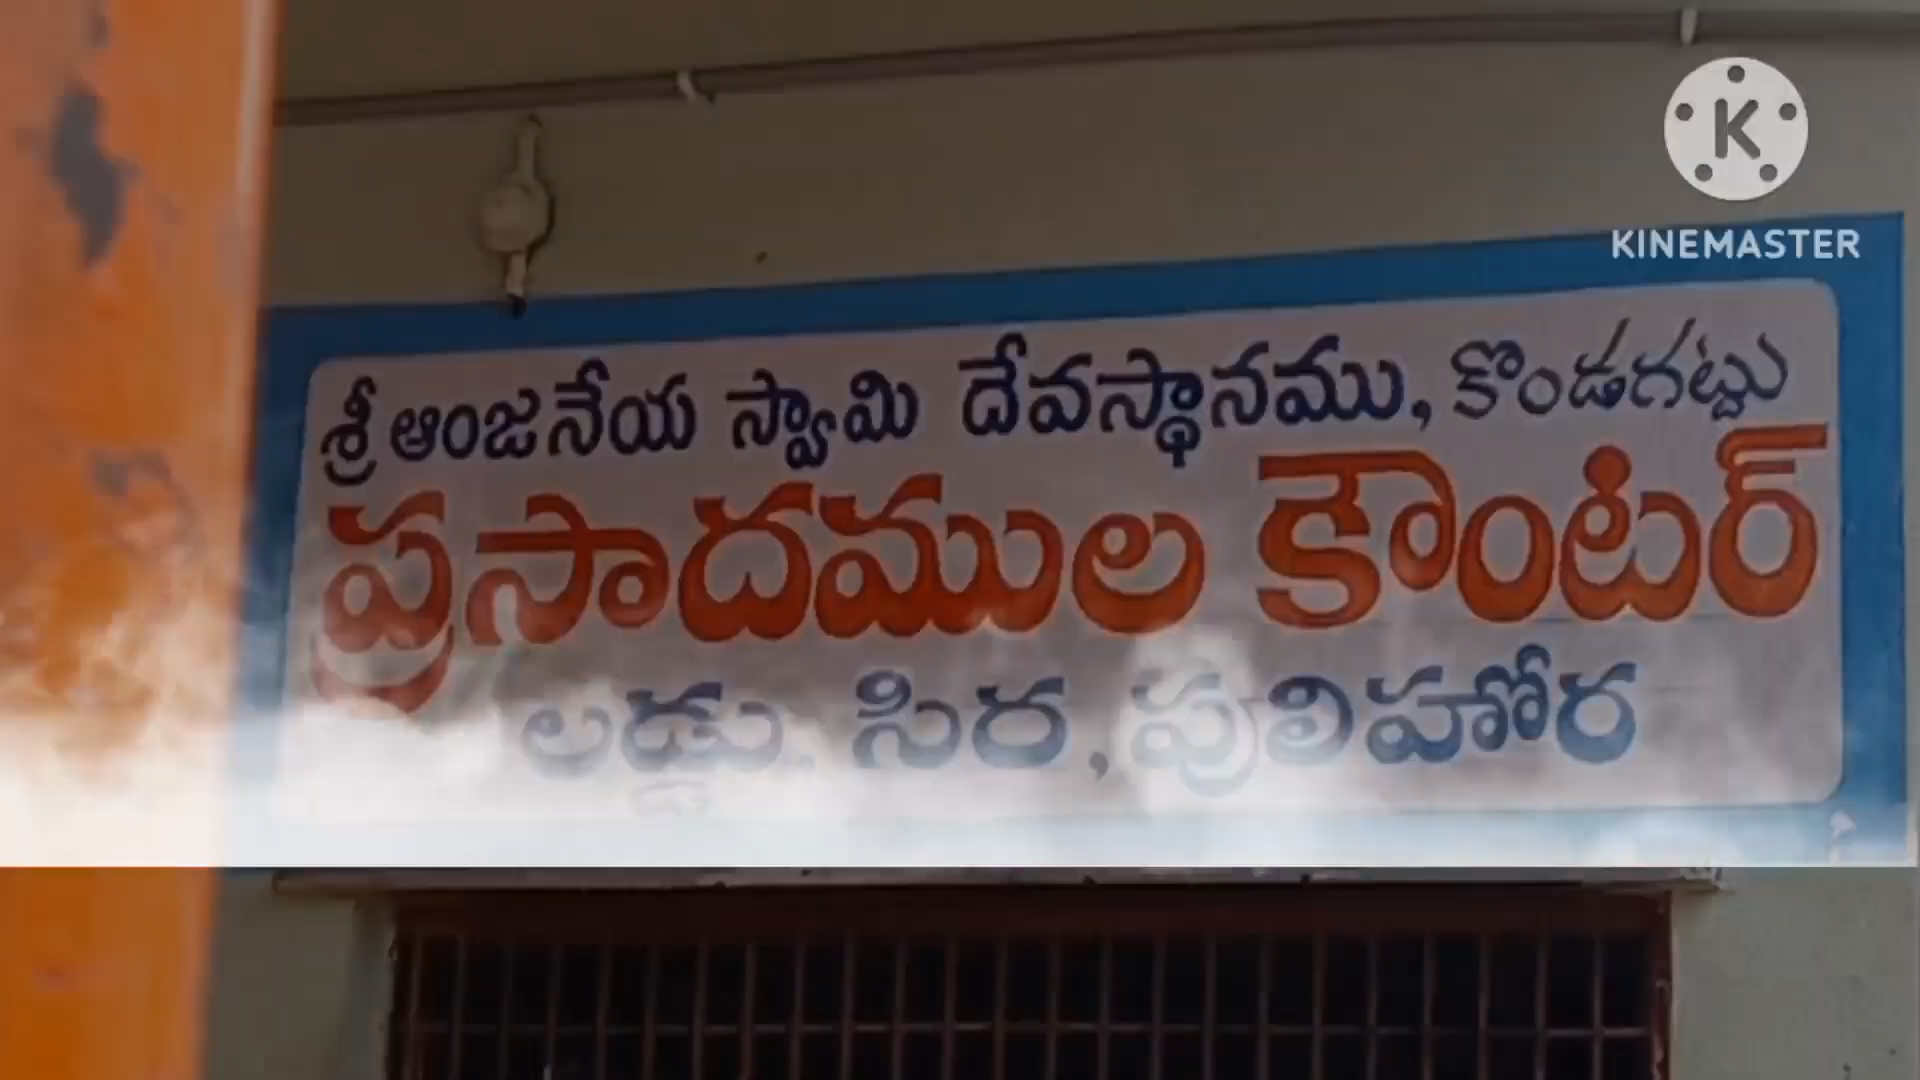 KINEMASTER
శ్రీ ఆంజనేయ స్వామి దేవస్థానము, కొండగట్టు
ప్రసాదముల కౌంటర్
లడ్డు, సిర, పులిహోర